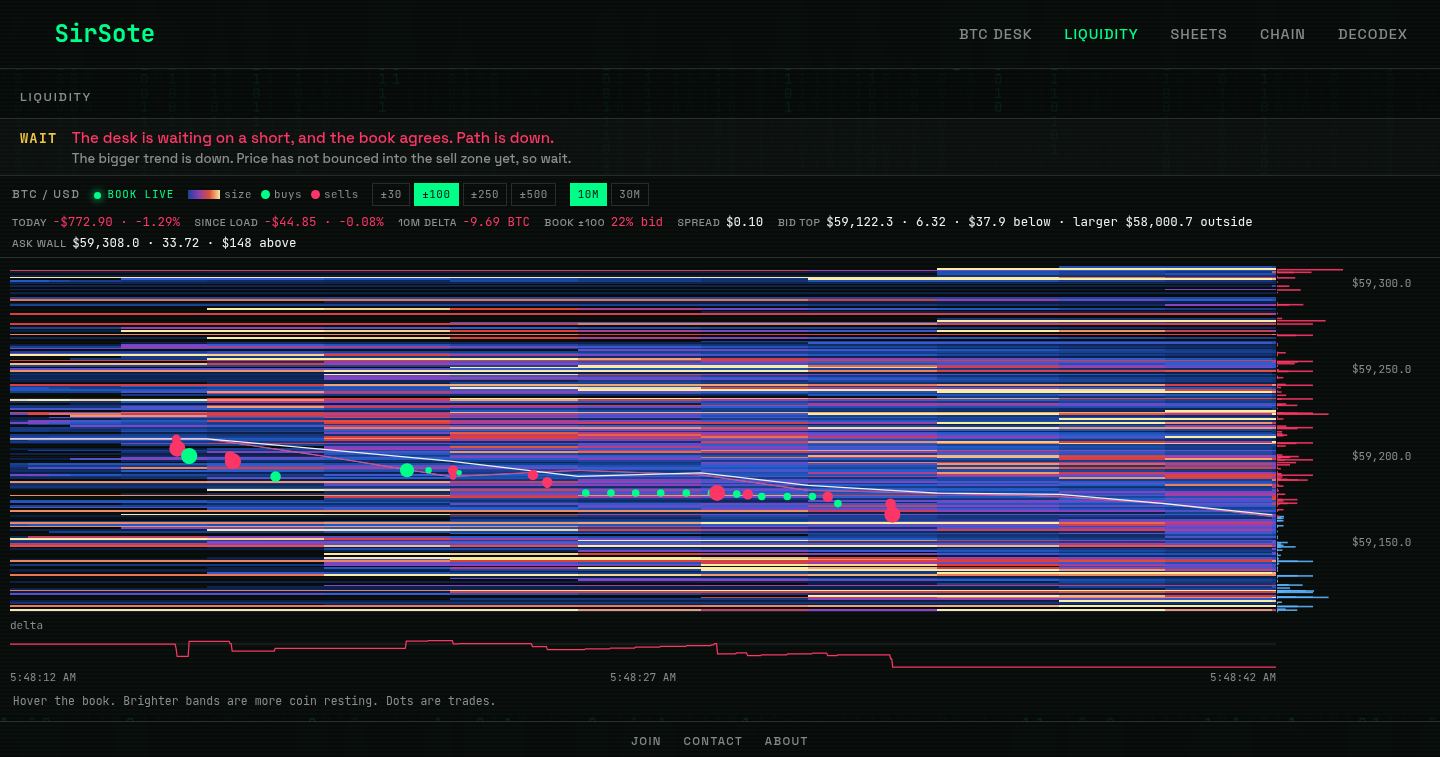 SirSote
BTC DESK LIQUIDITY SHEETS CHAIN DECODEX
LIQUIDITY
WAIT The desk is waiting on a short, and the book agrees. Path is down.
The bigger trend is down. Price has not bounced into the sell zone yet, so wait.
BTC / USD BOOK LIVE size buys sells ±30 ±100 ±250 ±500 10M 30M
TODAY -$772.90 · -1.29% SINCE LOAD -$44.85 · -0.08% 10M DELTA -9.69 BTC BOOK ±100 22% bid SPREAD $0.10 BID TOP $59,122.3 · 6.32 · $37.9 below · larger $58,000.7 outside
ASK WALL $59,308.0 · 33.72 · $148 above
$59,300.0
$59,250.0
$59,200.0
$59,150.0
delta
5:48:12 AM 5:48:27 AM 5:48:42 AM
Hover the book. Brighter bands are more coin resting. Dots are trades.
JOIN CONTACT ABOUT